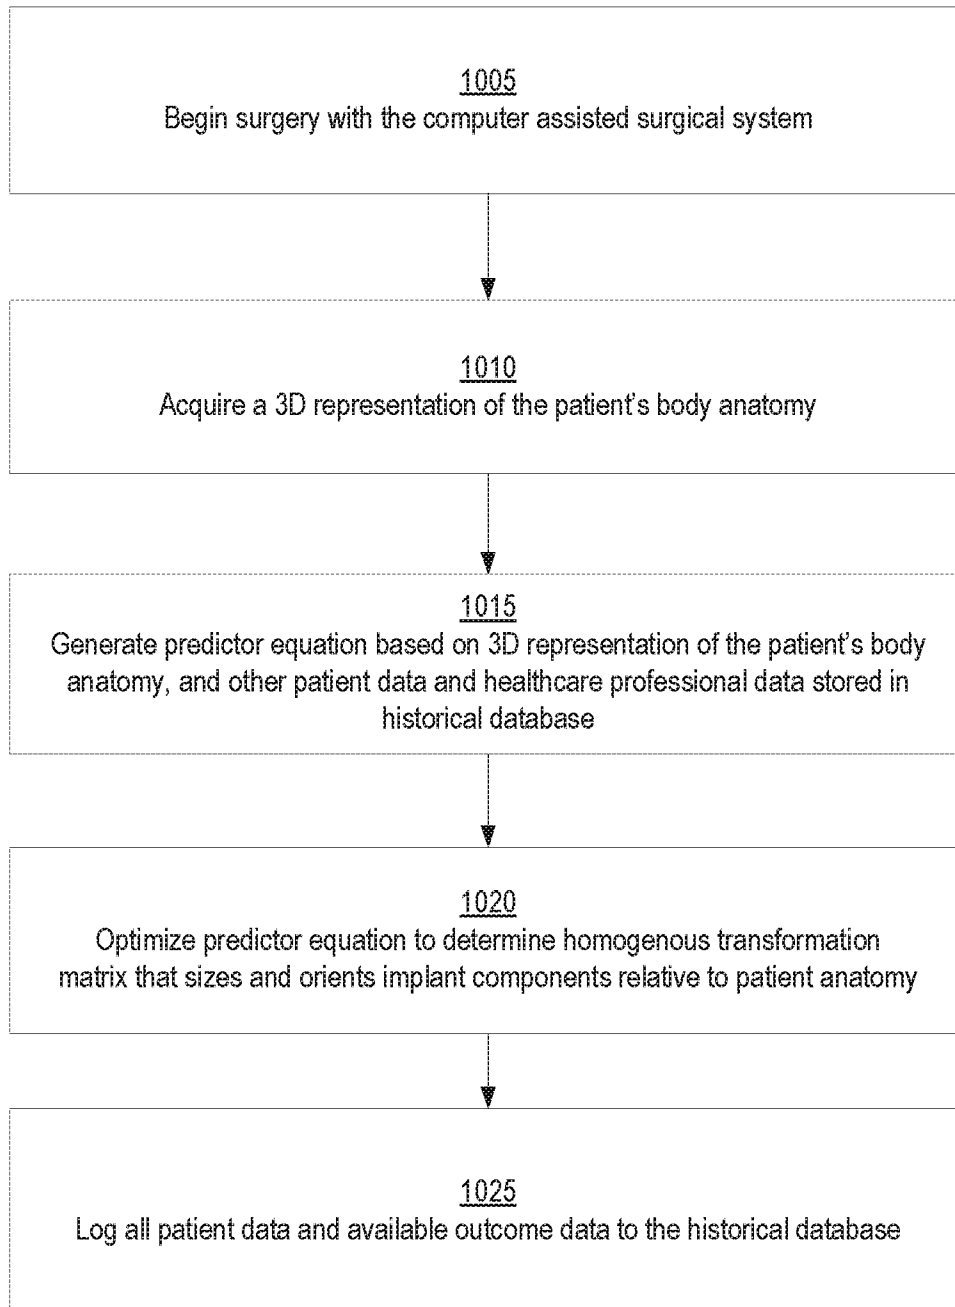 1005
Begin surgery with the computer assisted surgical system
1010
Acquire a 3D representation of the patient's body anatomy
1015
Generate predictor equation based on 3D representation of the patient's body
anatomy, and other patient data and healthcare professional data stored in
historical database
1020
Optimize predictor equation to determine homogenous transformation
matrix that sizes and orients implant components relative to patient anatomy
1025
Log all patient data and available outcome data to the historical database